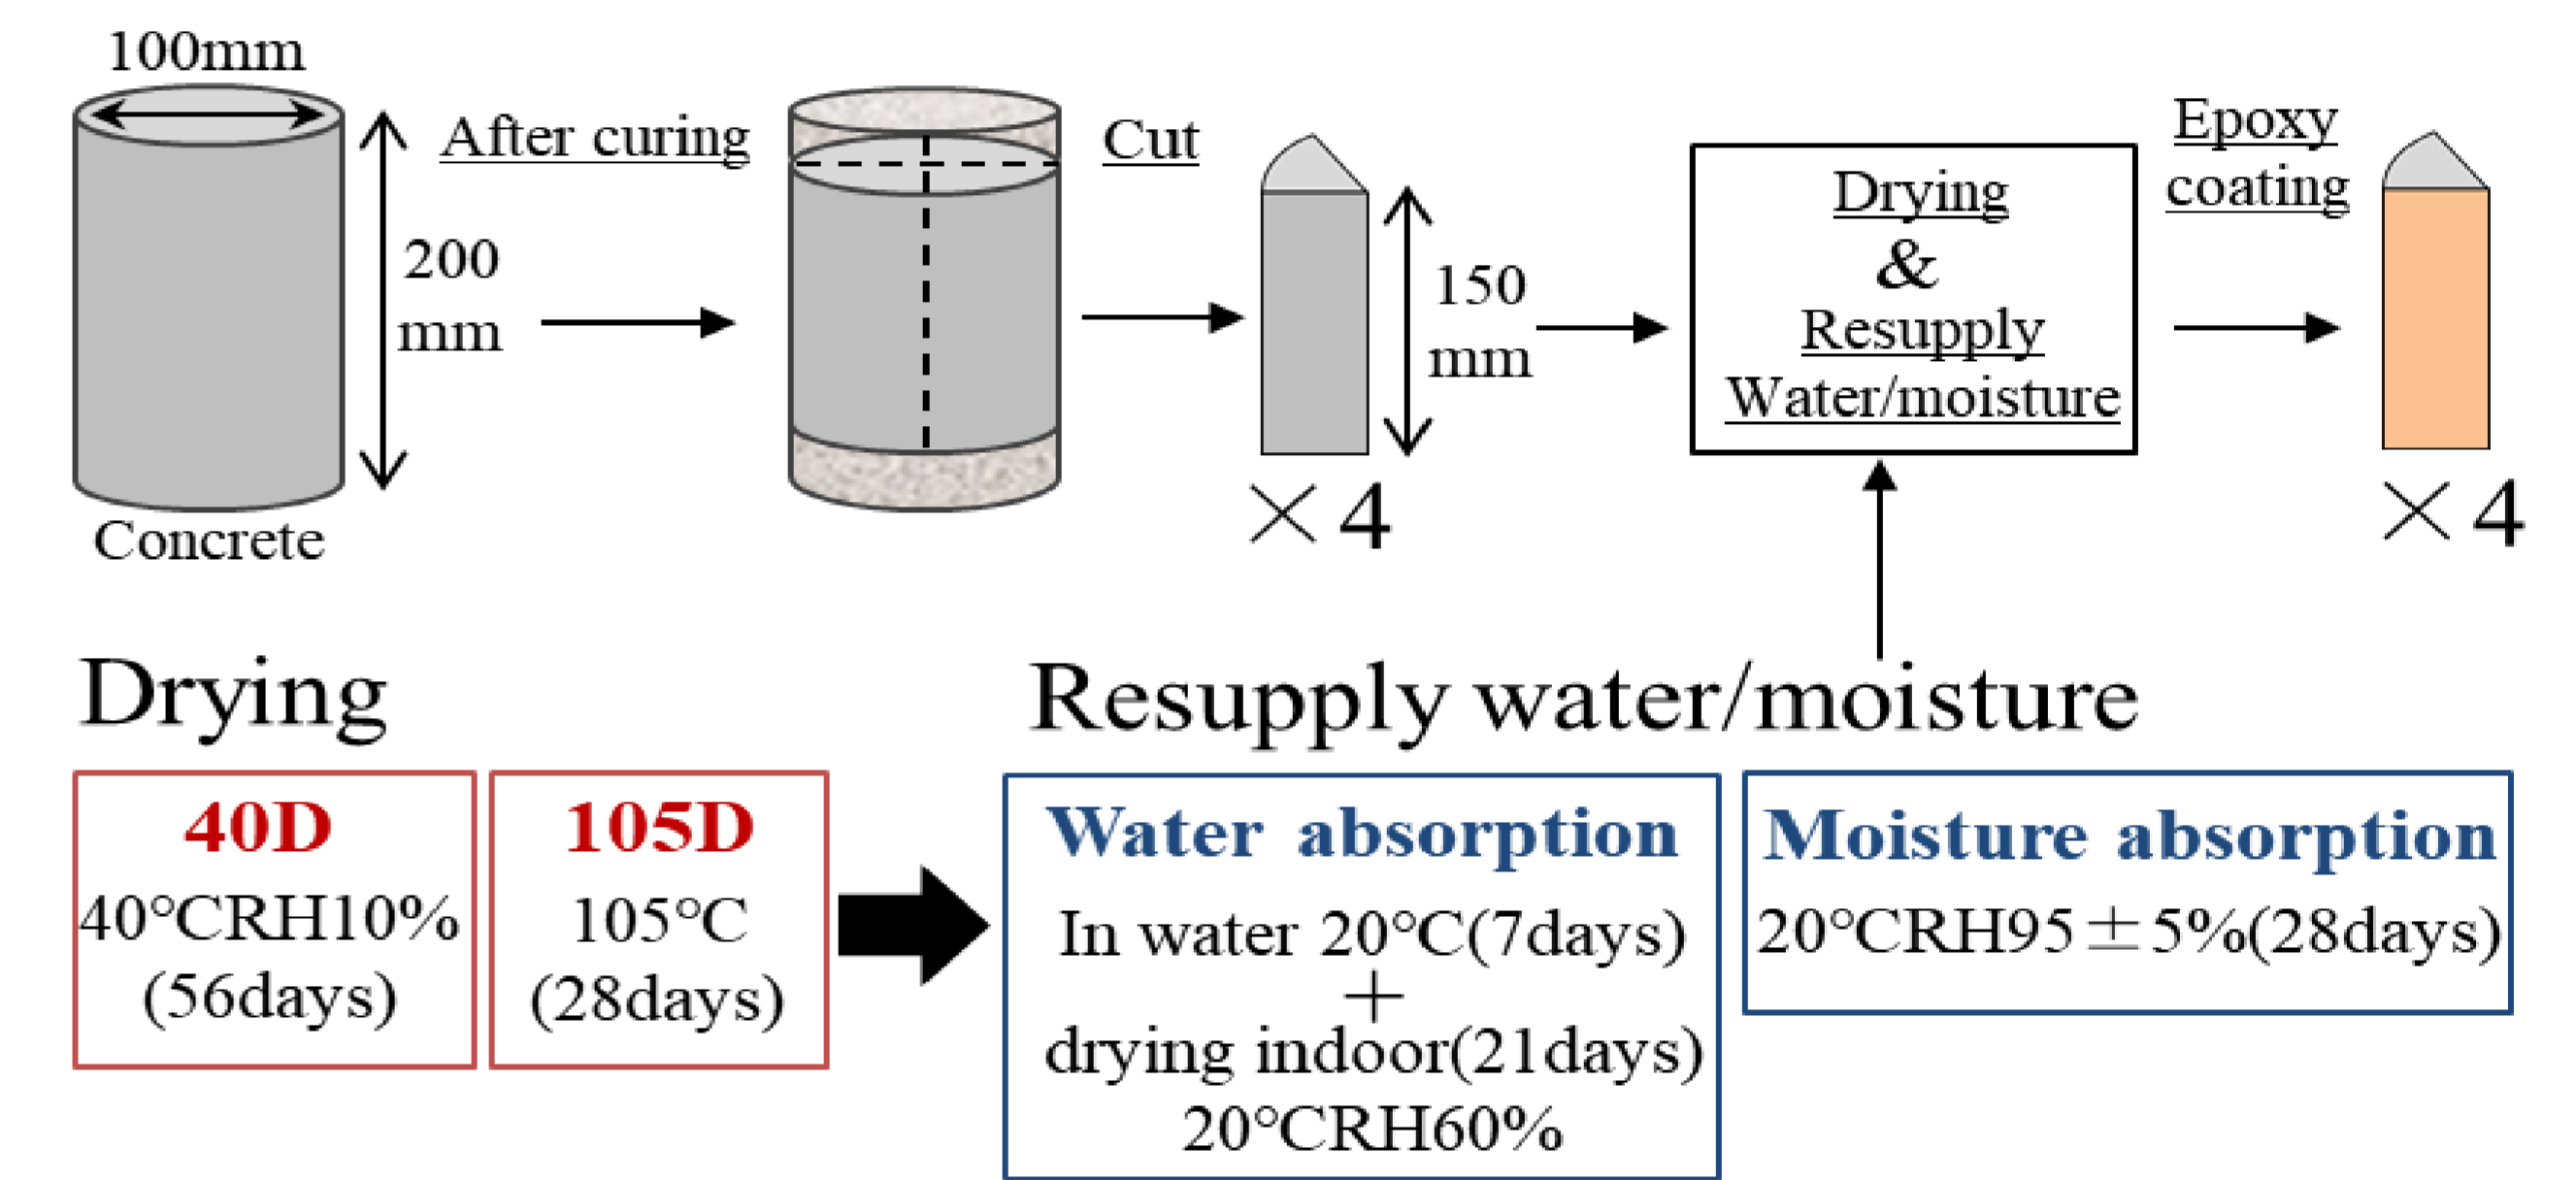 100mm
200
mm
Concrete
After curing
Cut
150
mm
×4
Drying
&
Resupply
Water/moisture
Epoxy
coating
×4
Drying
40D
40°CRH10%
(56days)
105D
105°C
(28days)
Resupply water/moisture
Water absorption
In water 20°C(7days)
+
drying indoor(21days)
20°CRH60%
Moisture absorption
20°CRH95±5%(28days)